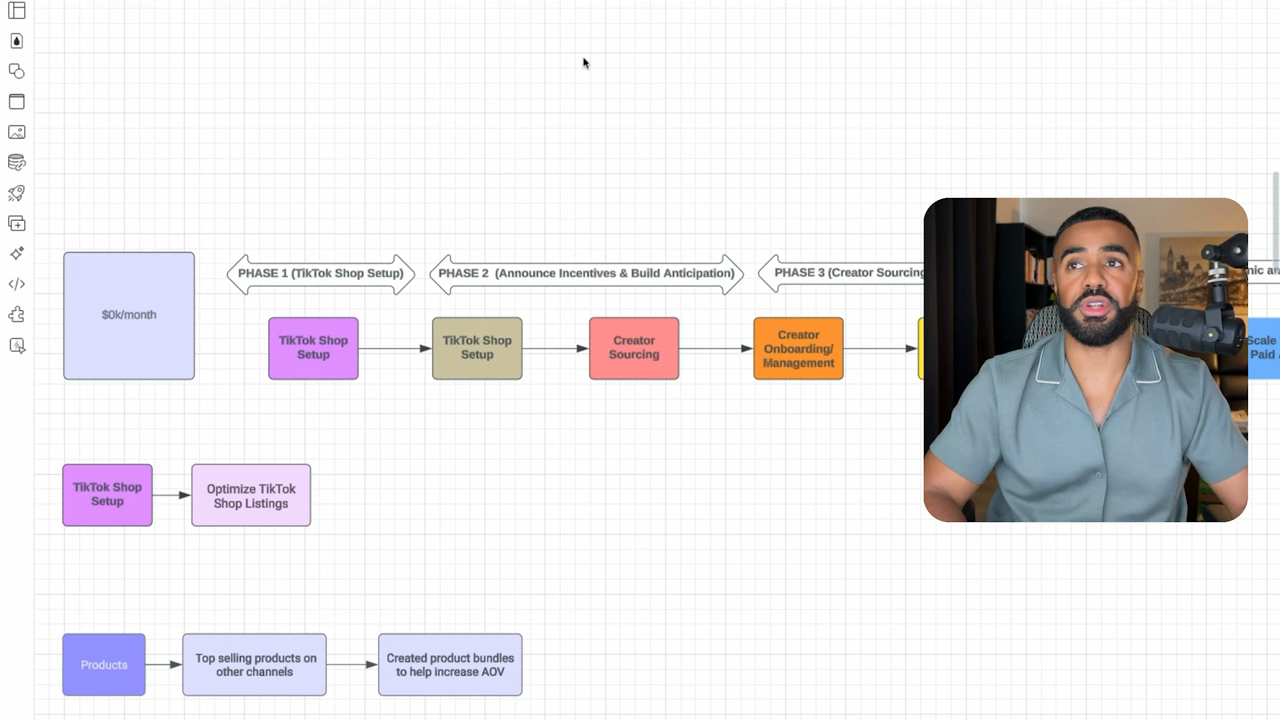 PHASE 1 (TikTok Shop Setup)
PHASE 2 (Announce Incentives & Build Anticipation)
PHASE 3 (Creator Sourcing
$0k/month
TikTok Shop
Setup
TikTok Shop
Setup
Creator
Sourcing
Creator
Onboarding/
Management
Scale
Paid
TikTok Shop
Setup
Optimize TikTok
Shop Listings
Products
Top selling products on
other channels
Created product bundles
to help increase AOV